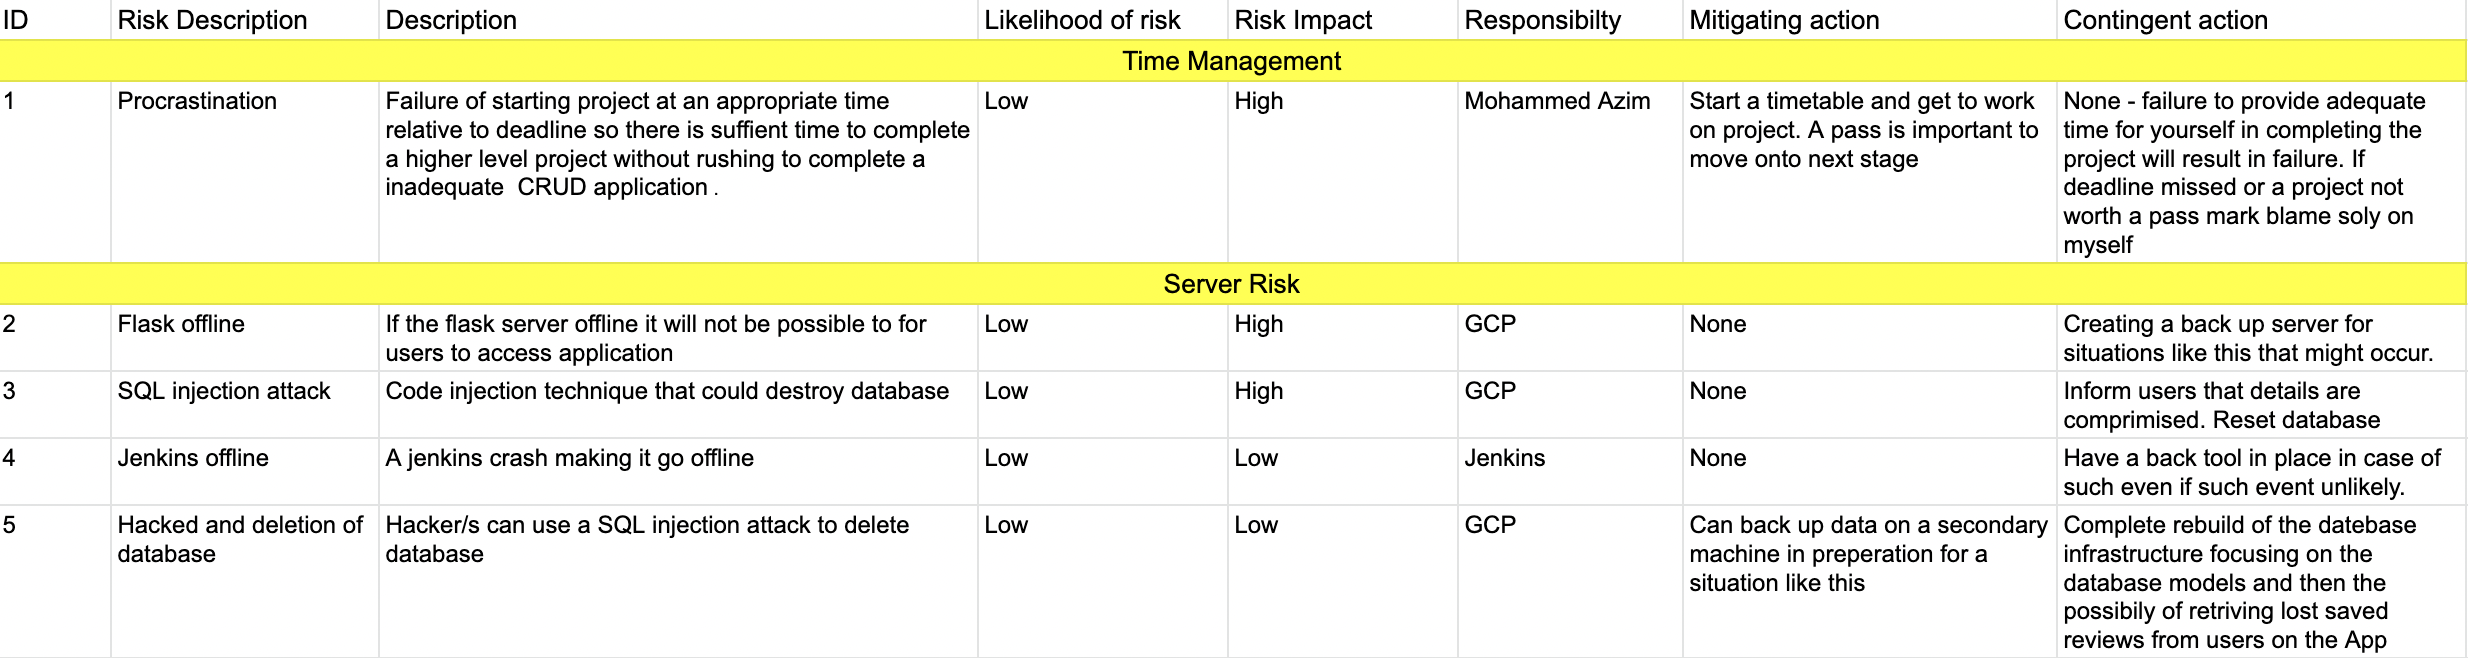 ID Risk Description Description Likelihood of risk Risk Impact Responsibilty Mitigating action Contingent action
Time Management
1 Procrastination Failure of starting project at an appropriate time Low High Mohammed Azim Start a timetable and get to work None - failure to provide adequate
relative to deadline so there is suffient time to complete on project. A pass is important to time for yourself in completing the
a higher level project without rushing to complete a move onto next stage project will result in failure. If
inadequate CRUD application . deadline missed or a project not
worth a pass mark blame soly on
myself
Server Risk
2 Flask offline If the flask server offline it will not be possible to for Low High GCP None Creating a back up server for
users to access application situations like this that might occur.
3 SQL injection attack Code injection technique that could destroy database Low High GCP None Inform users that details are
comprimised. Reset database
4 Jenkins offline A jenkins crash making it go offline Low Low Jenkins None Have a back tool in place in case of
such even if such event unlikely.
5 Hacked and deletion of Hacker/s can use a SQL injection attack to delete Low Low GCP Can back up data on a secondary Complete rebuild of the datebase
database database machine in preperation for a infrastructure focusing on the
situation like this database models and then the
possibily of retriving lost saved
reviews from users on the App